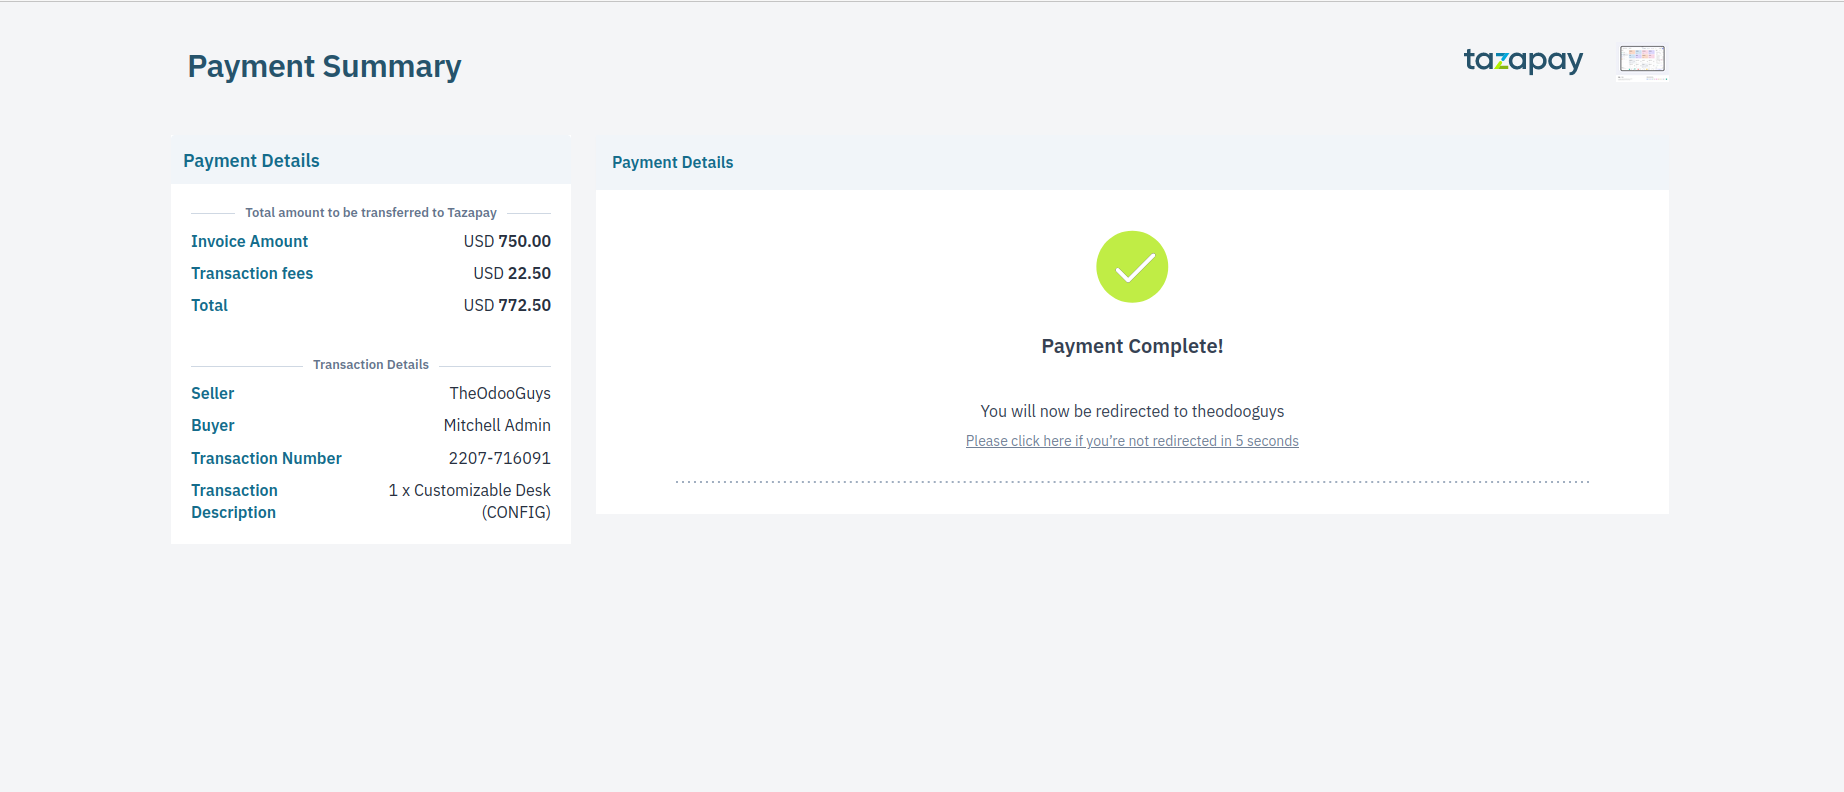 Payment Summary
tazapay
Payment Details
Total amount to be transferred to Tazapay
Invoice Amount USD 750.00
Transaction fees USD 22.50
Total USD 772.50
Transaction Details
Seller TheOdooGuys
Buyer Mitchell Admin
Transaction Number 2207-716091
Transaction 1 x Customizable Desk
Description (CONFIG)
Payment Details
Payment Complete!
You will now be redirected to theodooguys
Please click here if you're not redirected in 5 seconds